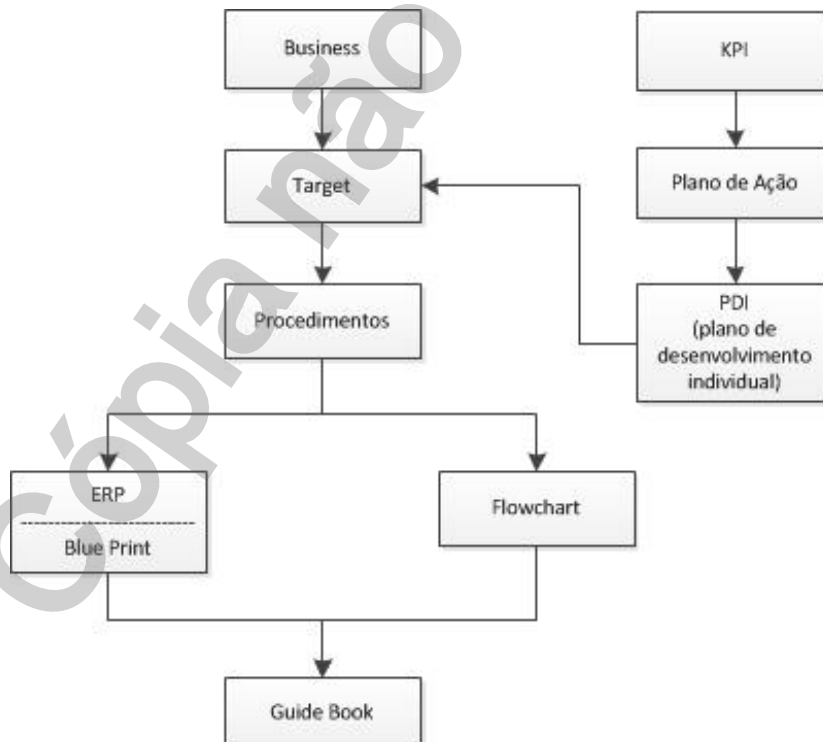 Business
KPI
Target
Plano de Ação
Procedimentos
PDI
(plano de
desenvolvimento
individual)
ERP
Blue Print
Flowchart
Guide Book
Cópia não